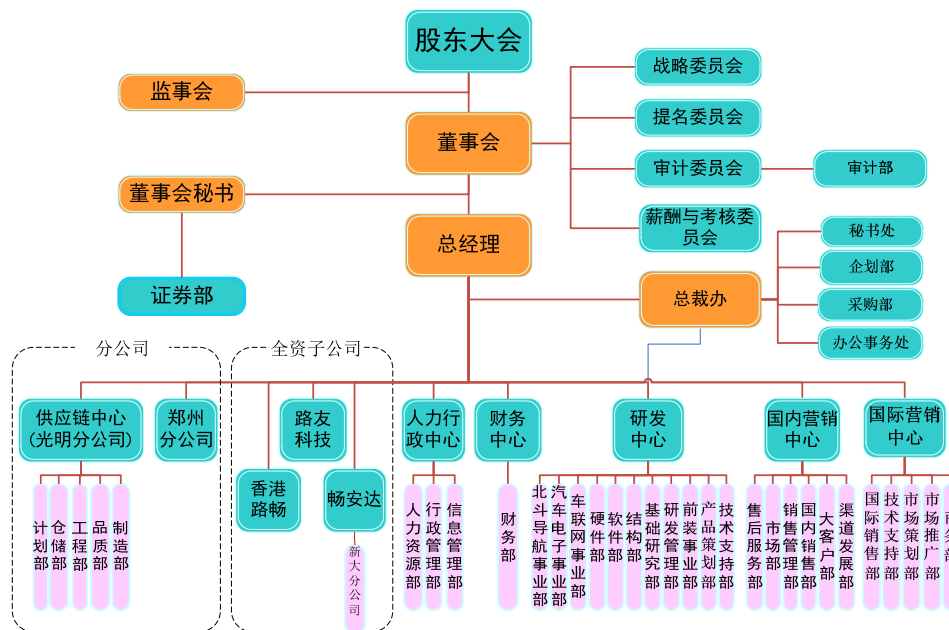 股东大会
监事会
战略委员会
提名委员会
董事会
审计委员会
审计部
董事会秘书
薪酬与考核委
员会
总经理
秘书处
企划部
证券部
总裁办
采购部
办公事务处
分公司
全资子公司
供应链中心
(光明分公司)
郑州
分公司
路友
科技
香港
路畅
畅安达
人力行
政中心
财务
中心
研发
中心
国内营销
中心
国际营销
中心
计划部
仓储部
工程部
品质部
制造部
新大分公司
人力资源部
行政管理部
信息管理部
财务部
北斗导航事业部
汽车电子事业部
车联网事业部
硬件部
软件部
结构部
基础研究部
研发管理部
前装事业部
产品策划部
技术支持部
售后服务部
市场部
销售管理部
国内销售部
大客户部
渠道发展部
国际销售部
技术支持部
市场策划部
市场推广部